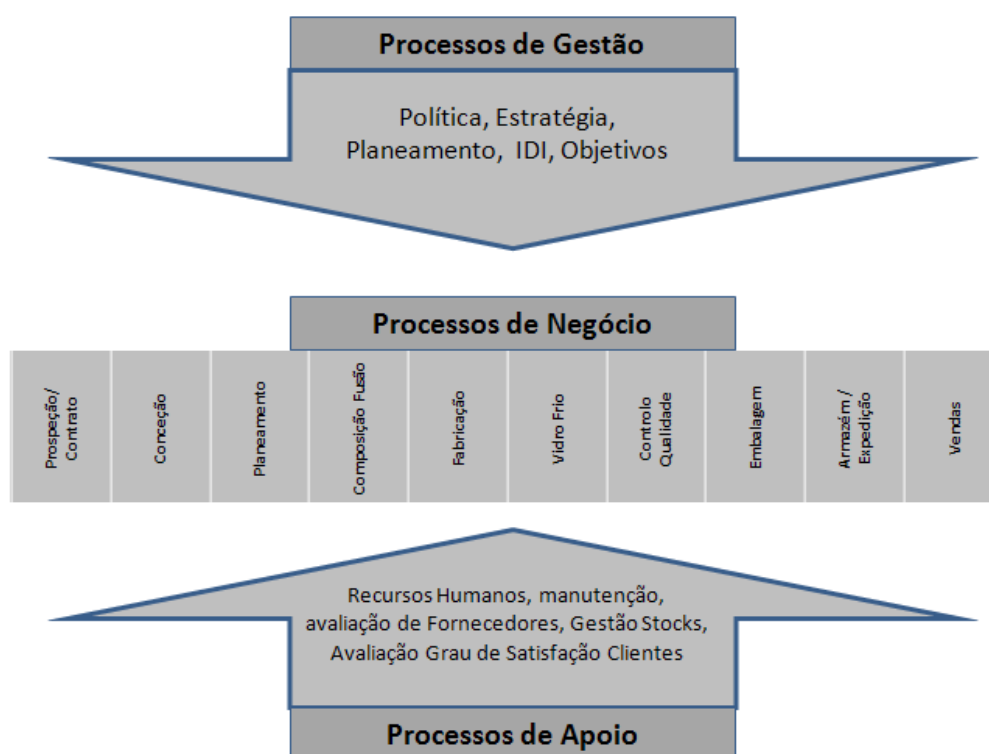 Processos de Gestão
Política, Estratégia,
Planeamento, IDI, Objetivos
Processos de Negócio
Prospeção/
Contrato
Conceção
Planeamento
Composição Fusão
Fabricação
Vidro Frio
Controlo
Qualidade
Embalagem
Armazém /
Expedição
Vendas
Recursos Humanos, manutenção,
avaliação de Fornecedores, Gestão Stocks,
Avaliação Grau de Satisfação Clientes
Processos de Apoio